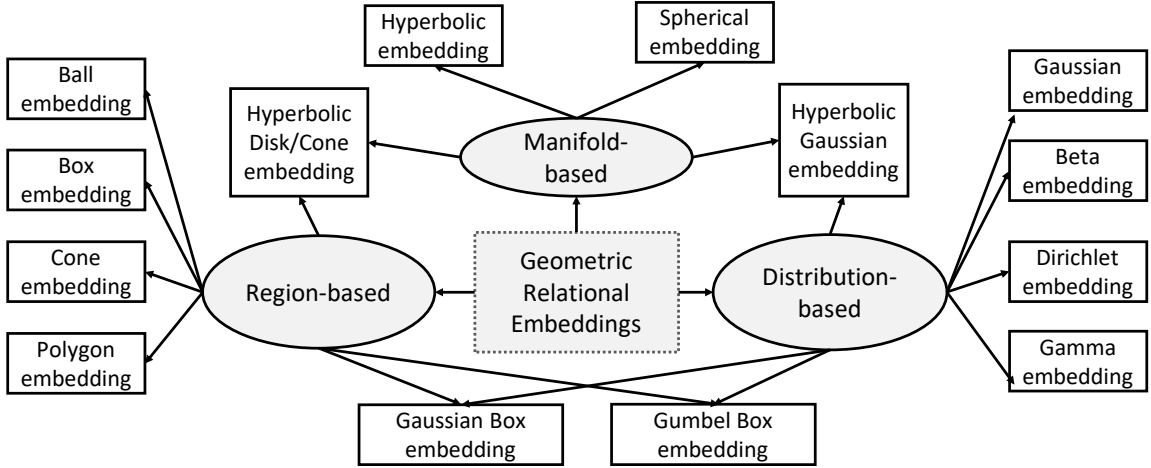 Hyperbolic
embedding
Spherical
embedding
Ball
embedding
Hyperbolic
Disk/Cone
embedding
Manifold-
based
Hyperbolic
Gaussian
embedding
Gaussian
embedding
Box
embedding
Beta
embedding
Cone
embedding
Region-based
Geometric
Relational
Embeddings
Distribution-
based
Dirichlet
embedding
Polygon
embedding
Gamma
embedding
Gaussian Box
embedding
Gumbel Box
embedding